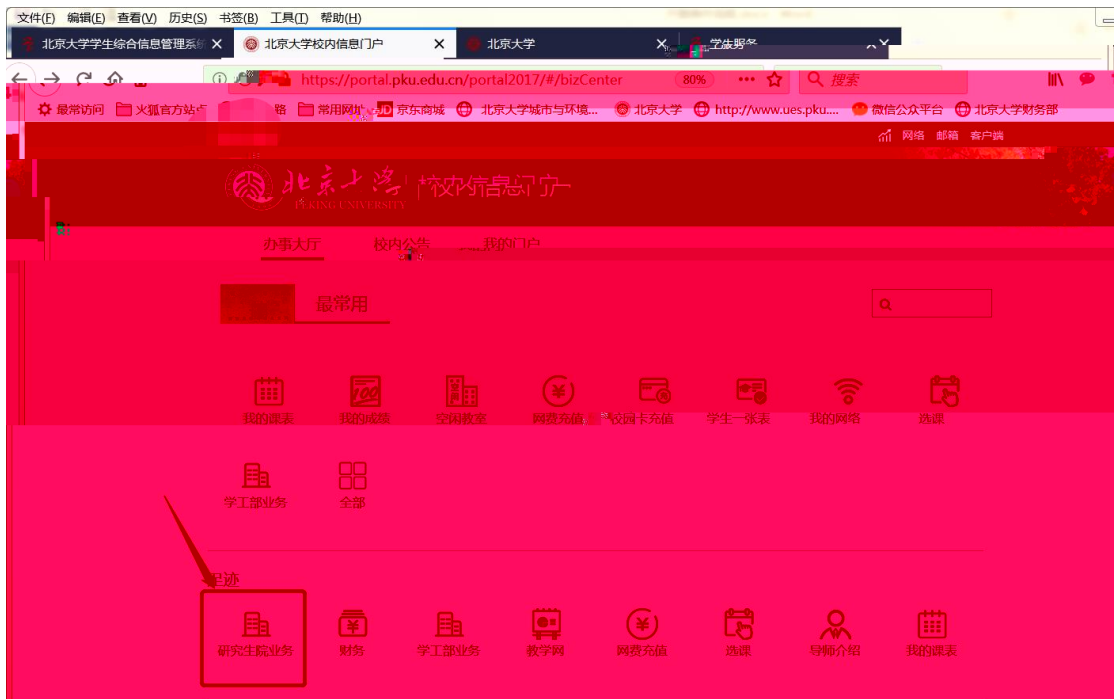 文件(F) 编辑(E) 查看(V) 历史(S) 书签(B) 工具(T) 帮助(H)
北京大学学生综合信息管理系统 北京大学校内信息门户 北京大学
https://portal.pku.edu.cn/portal2017/#/bizCenter 80% 搜索
最常访问 火狐官方站点 常用网址 JD 京东商城 北京大学城市与环境... 北京大学 http://www.ues.pku.... 微信公众平台 北京大学财务部
网络 邮箱 客户端
北京大学 校内信息门户
PEKING UNIVERSITY
办事大厅 校内公告 我的门户
最常用
我的课表 我的成绩 空闲教室 网费充值 校园卡充值 学生一张表 我的网络 选课
学工部业务 全部
足迹
研究生院业务 财务 学工部业务 教学网 网费充值 选课 导师介绍 我的课表